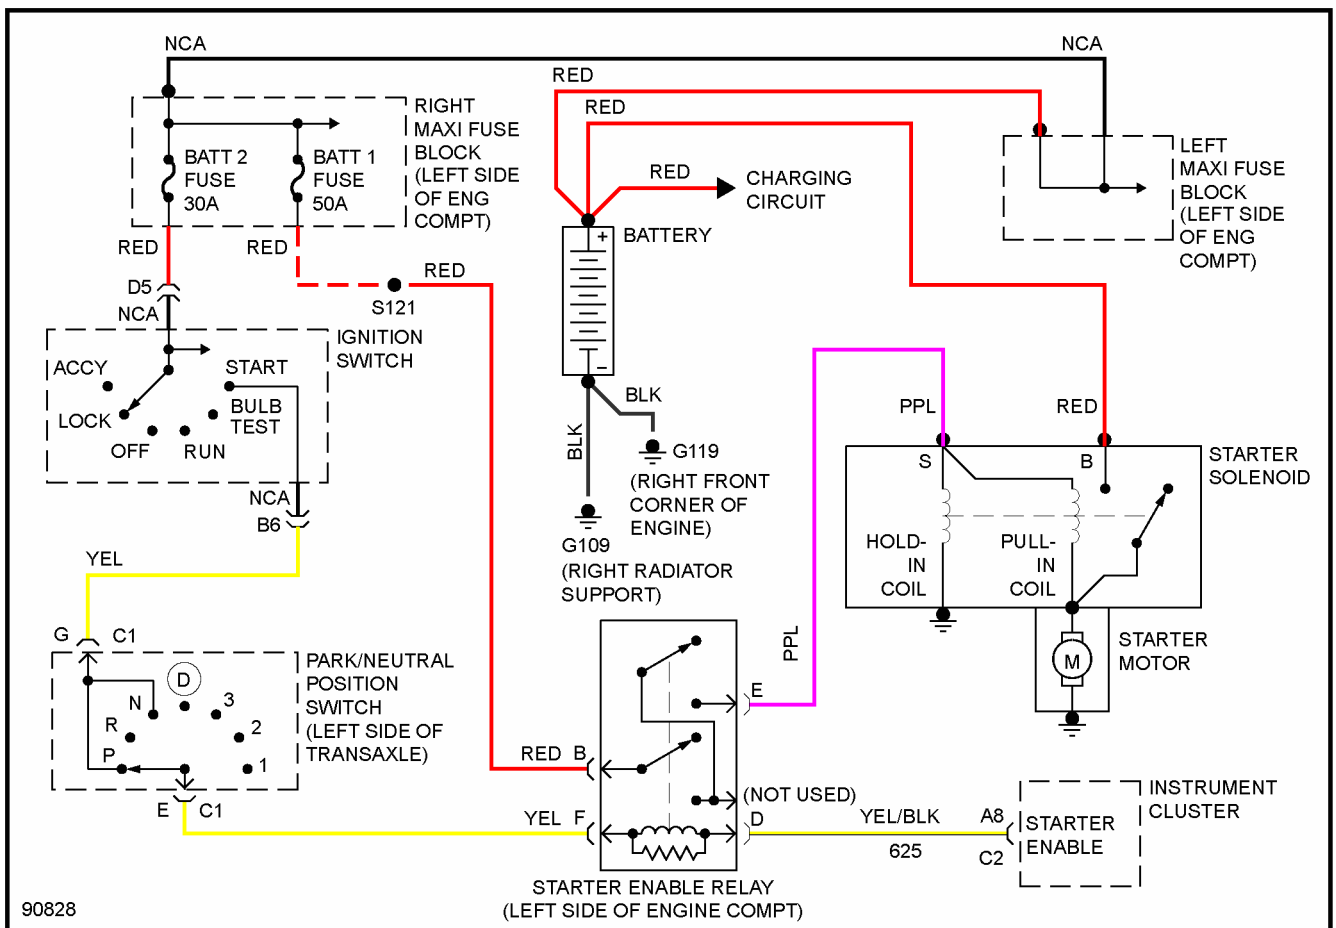 NCA
NCA
RED
RED
RIGHT
MAXI FUSE
BLOCK
(LEFT SIDE
OF ENG
COMPT)
BATT 2
FUSE
30A
BATT 1
FUSE
50A
RED
CHARGING
CIRCUIT
LEFT
MAXI FUSE
BLOCK
(LEFT SIDE
OF ENG
COMPT)
RED
RED
RED
+
BATTERY
–
D5
NCA
S121
IGNITION
SWITCH
ACCY
START
LOCK
BULB
TEST
OFF
RUN
BLK
BLK
G119
(RIGHT FRONT
CORNER OF
ENGINE)
G109
(RIGHT RADIATOR
SUPPORT)
PPL
RED
S
B
STARTER
SOLENOID
HOLD-
IN
COIL
PULL-
IN
COIL
NCA
B6
YEL
G
C1
PARK/NEUTRAL
POSITION
SWITCH
(LEFT SIDE OF
TRANSAXLE)
D
N
3
R
2
P
1
E
C1
PPL
STARTER
MOTOR
M
E
RED
B
(NOT USED)
YEL
F
D
YEL/BLK
625
A8
C2
STARTER
ENABLE
INSTRUMENT
CLUSTER
STARTER ENABLE RELAY
(LEFT SIDE OF ENGINE COMPT)
90828